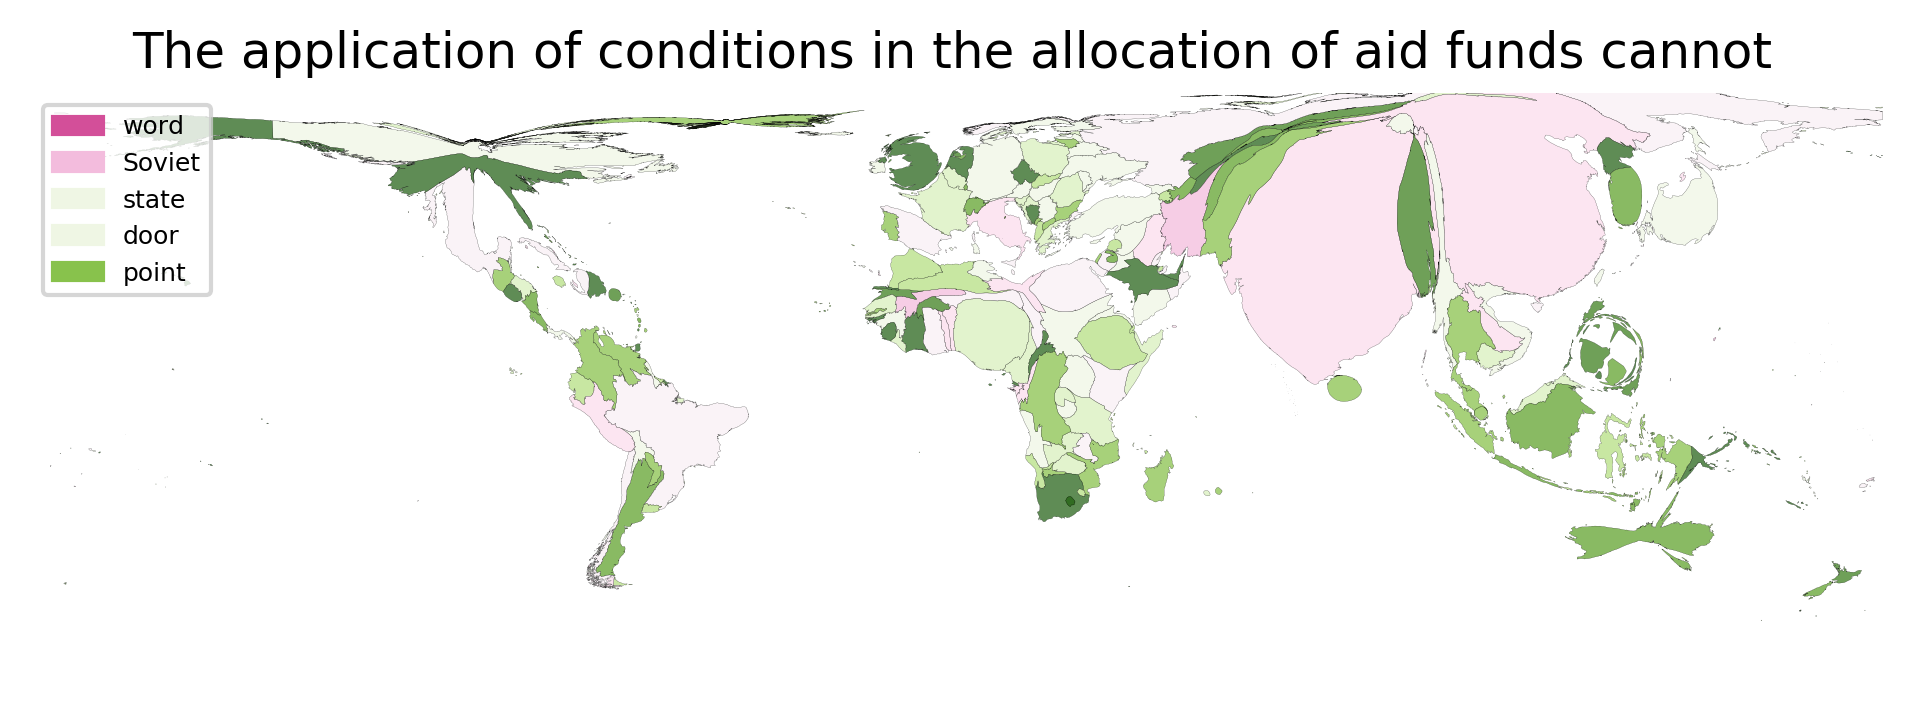 The application of conditions in the allocation of aid funds cannot
word
Soviet
state
door
point